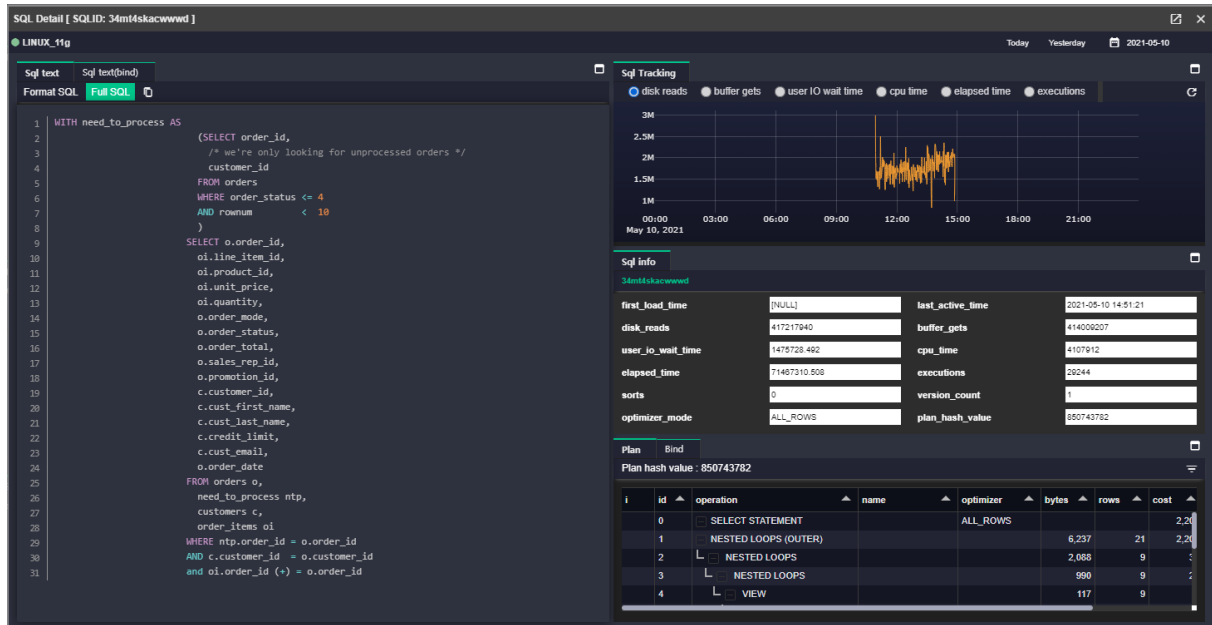 SQL Detail [ SQLID: 34mt4skacwwwd ]
LINUX_11g
Today Yesterday 2021-05-10
Sql text Sql text(bind)
Format SQL Full SQL
1 WITH need_to_process AS
2 (SELECT order_id,
3 /* we're only looking for unprocessed orders */
4 customer_id
5 FROM orders
6 WHERE order_status <= 4
7 AND rownum < 10
8 )
9 SELECT o.order_id,
10 oi.line_item_id,
11 oi.product_id,
12 oi.unit_price,
13 oi.quantity,
14 o.order_mode,
15 o.order_status,
16 o.order_total,
17 o.sales_rep_id,
18 o.promotion_id,
19 c.customer_id,
20 c.cust_first_name,
21 c.cust_last_name,
22 c.credit_limit,
23 c.cust_email,
24 o.order_date
25 FROM orders o,
26 need_to_process ntp,
27 customers c,
28 order_items oi
29 WHERE ntp.order_id = o.order_id
30 AND c.customer_id = o.customer_id
31 and oi.order_id (+) = o.order_id
Sql Tracking
disk reads buffer gets user IO wait time cpu time elapsed time executions
3M
2.5M
2M
1.5M
1M
00:00 03:00 06:00 09:00 12:00 15:00 18:00 21:00
May 10, 2021
Sql info
34mt4skacwwwd
first_load_time [NULL] last_active_time 2021-05-10 14:51:21
disk_reads 417217940 buffer_gets 414009207
user_io_wait_time 1475728.492 cpu_time 4107912
elapsed_time 71467310.508 executions 29244
sorts 0 version_count 1
optimizer_mode ALL_ROWS plan_hash_value 850743782
Plan Bind
Plan hash value : 850743782
i id operation name optimizer bytes rows cost
0 SELECT STATEMENT ALL_ROWS 2,20
1 NESTED LOOPS (OUTER) 6,237 21 2,20
2 NESTED LOOPS 2,088 9
3 NESTED LOOPS 990 9
4 VIEW 117 9